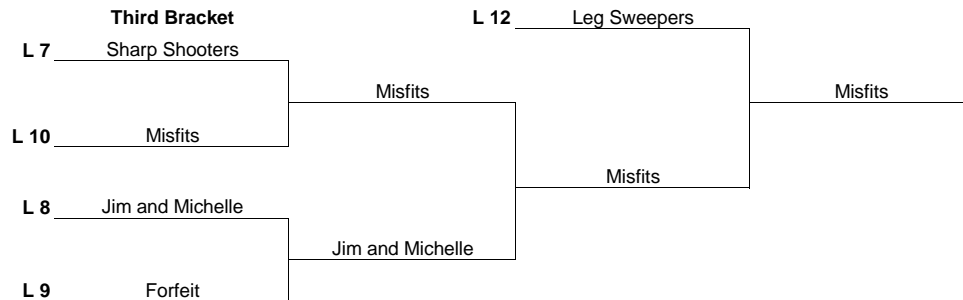 Third Bracket
L 12 Leg Sweepers
L 7 Sharp Shooters
Misfits
Misfits
L 10 Misfits
Misfits
L 8 Jim and Michelle
Jim and Michelle
L 9 Forfeit